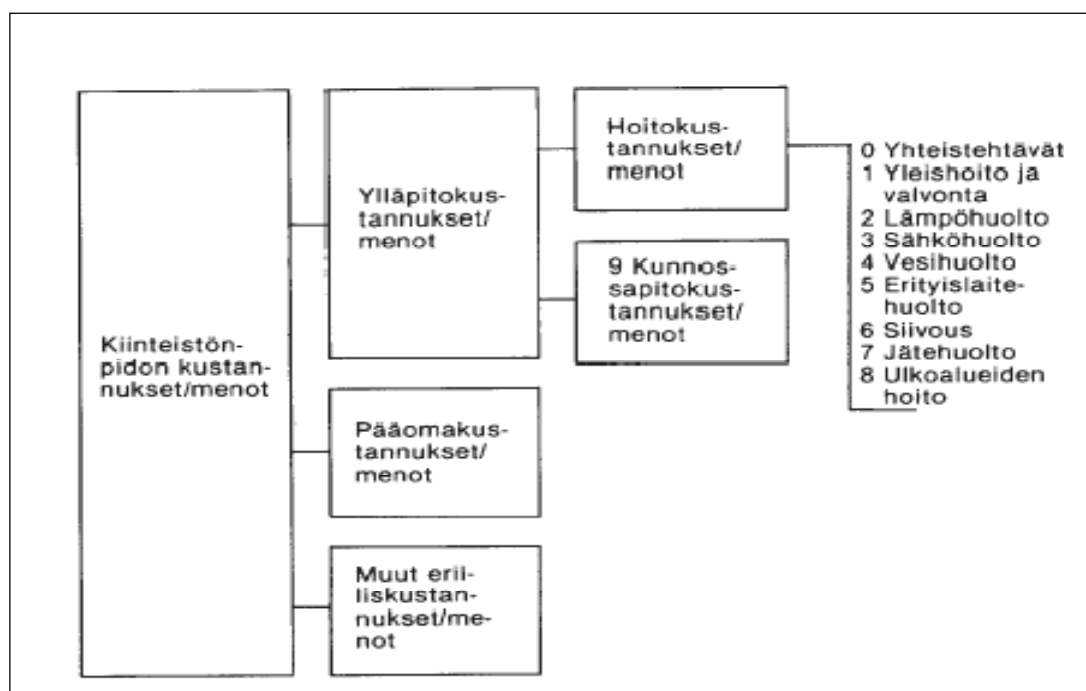 Kiinteistön-
pidon kustan-
nukset/menot
Ylläpitokus-
tannukset/
menot
Pääomakus-
tannukset/
menot
Muut eril-
liskustan-
nukset/me-
not
Hoitokus-
tannukset/
menot
9 Kunnos-
sapitokus-
tannukset/
menot
0 Yhteistehtävät
1 Yleishoito ja
valvonta
2 Lämpöhuolto
3 Sähköhuolto
4 Vesihuolto
5 Erityislaite-
huolto
6 Siivous
7 Jätehuolto
8 Ulkoalueiden
hoito